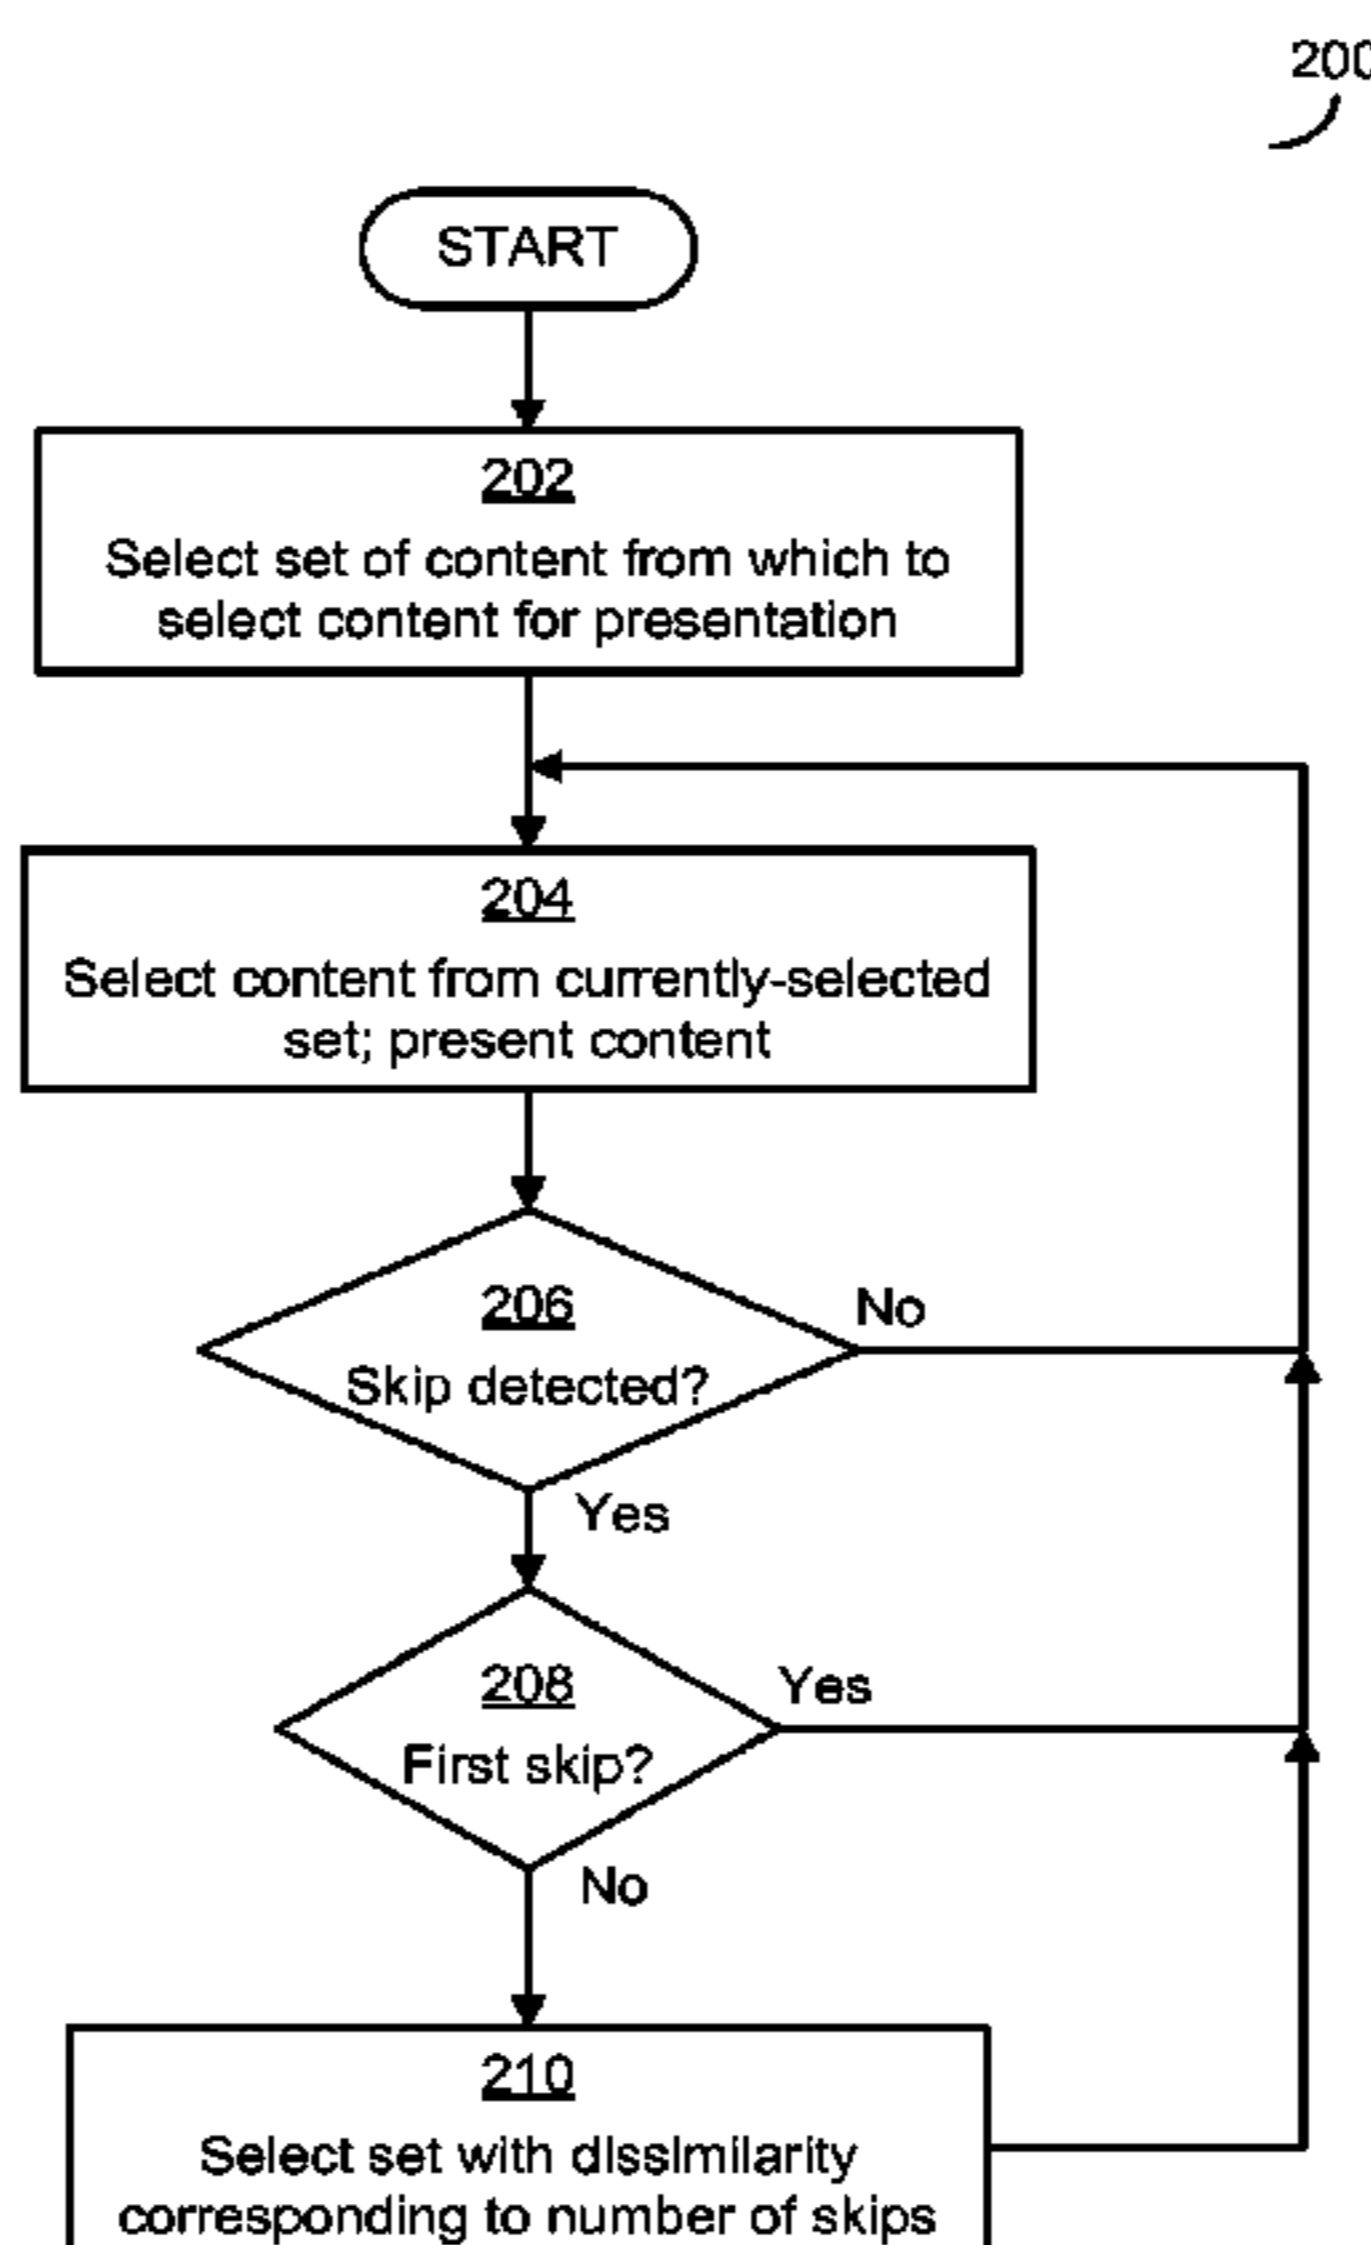 200
START
202
Select set of content from which to
select content for presentation
204
Select content from currently-selected
set; present content
206
Skip detected?
No
Yes
208
First skip?
Yes
No
210
Select set with dissimilarity
corresponding to number of skips